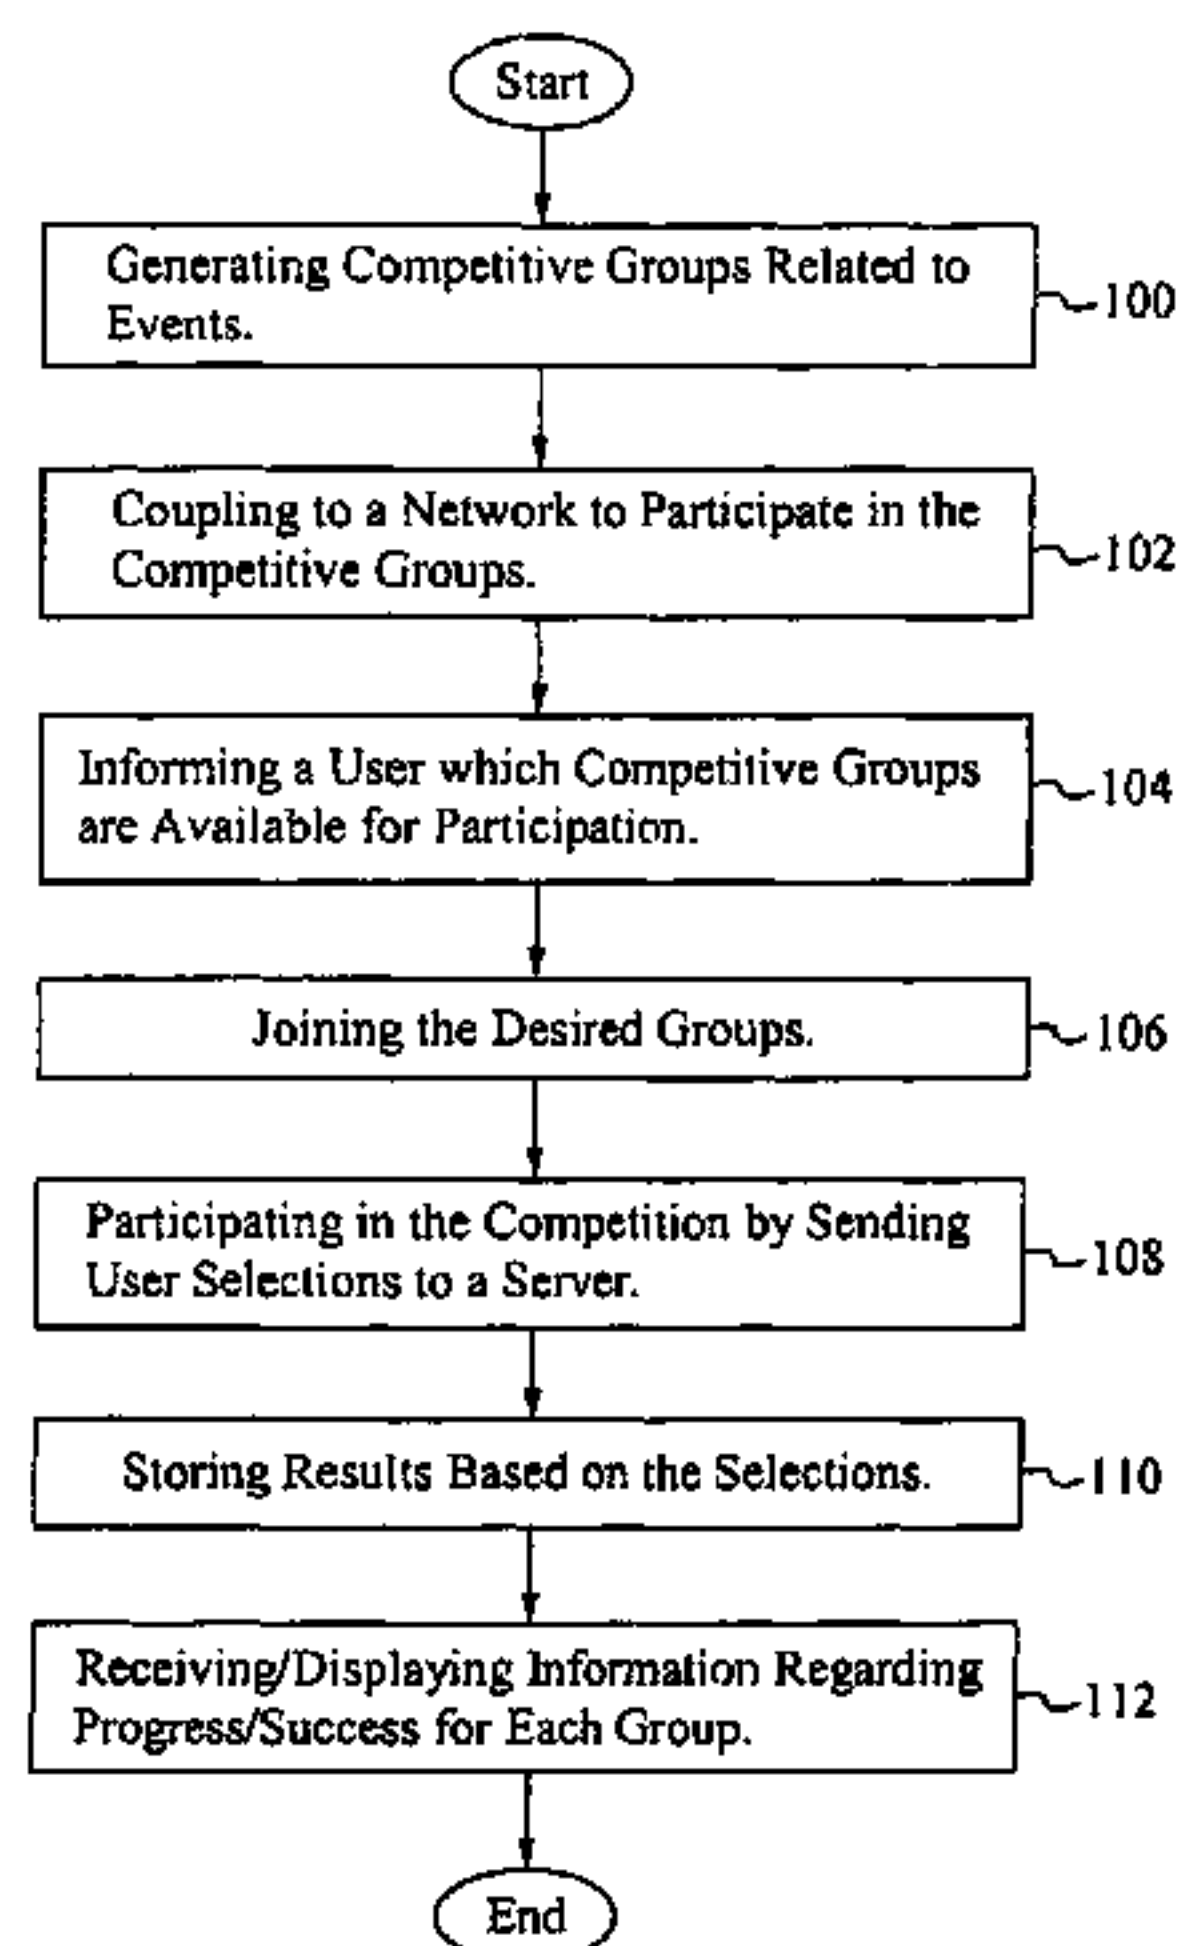 Start
Generating Competitive Groups Related to
Events.
100
Coupling to a Network to Participate in the
Competitive Groups.
102
Informing a User which Competitive Groups
are Available for Participation.
104
Joining the Desired Groups.
106
Participating in the Competition by Sending
User Selections to a Server.
108
Storing Results Based on the Selections.
110
Receiving/Displaying Information Regarding
Progress/Success for Each Group.
112
End